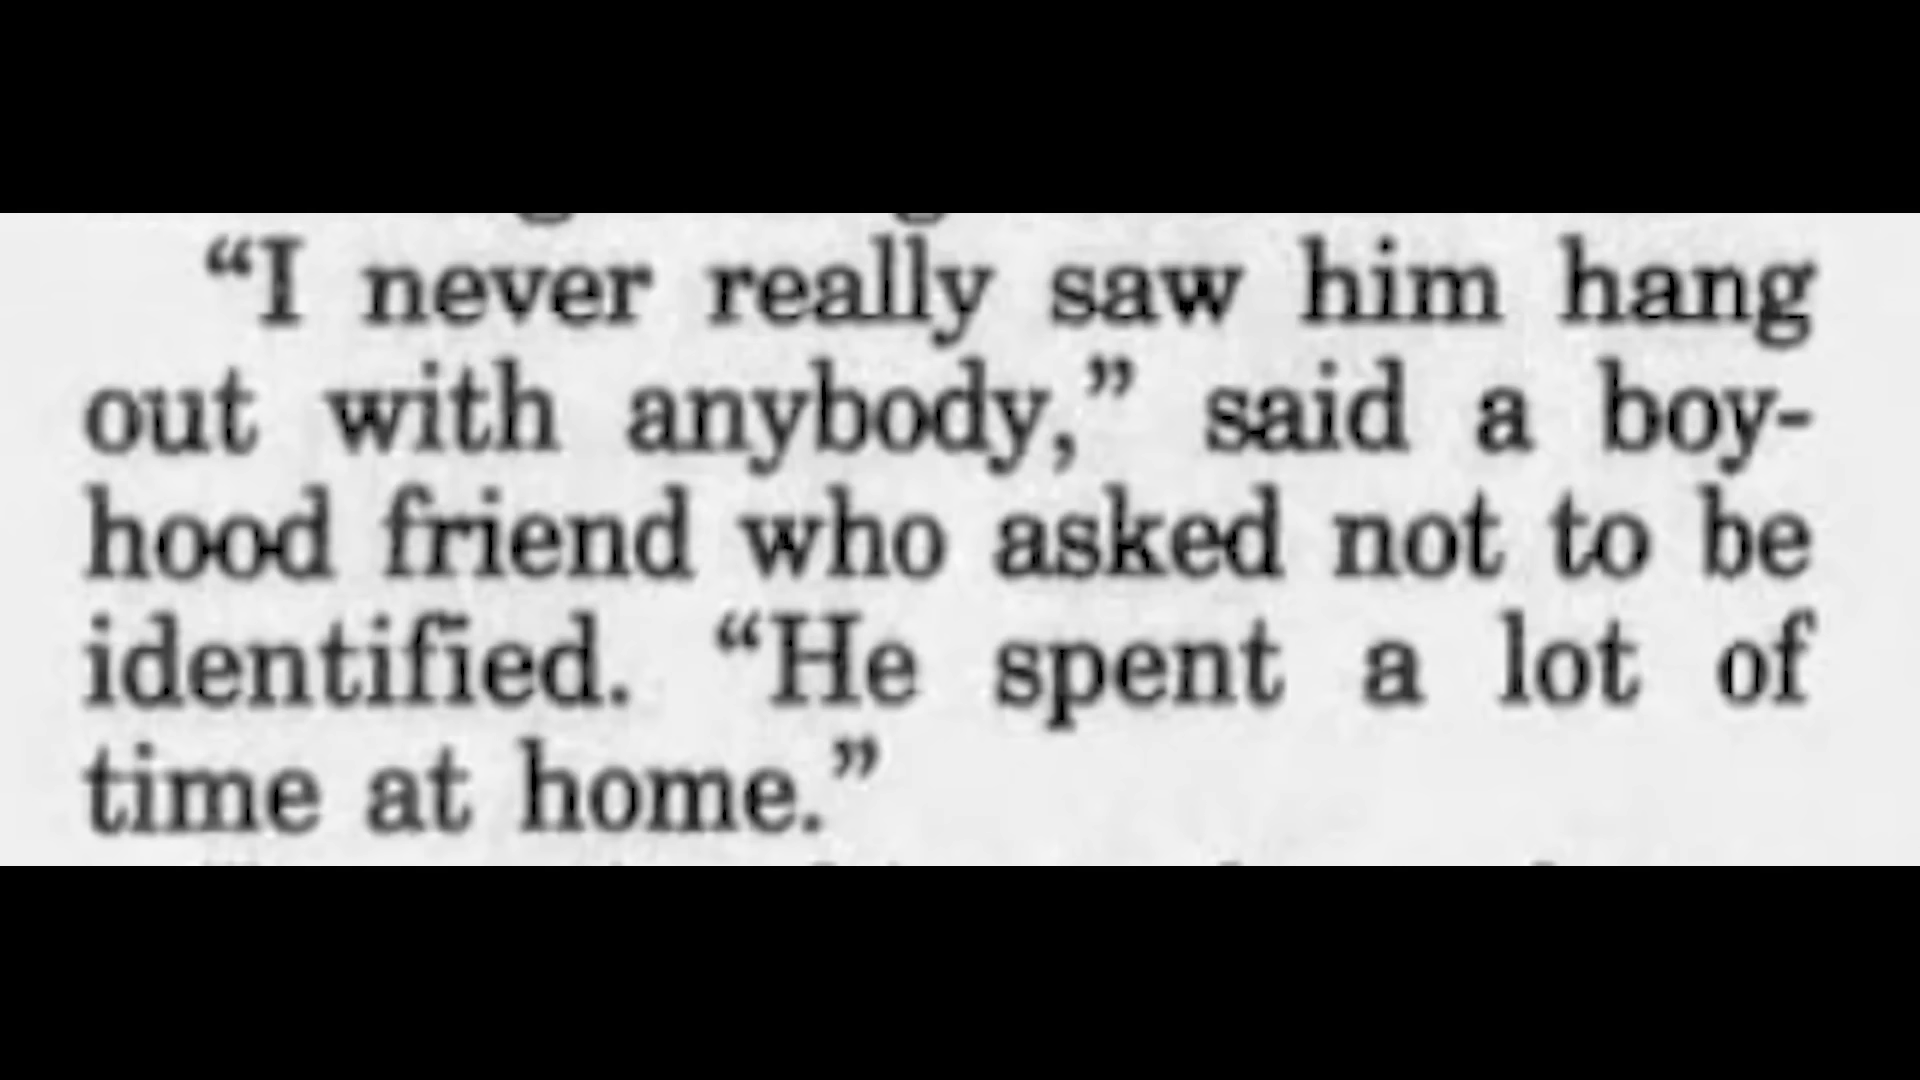 “I never really saw him hang
out with anybody,” said a boy-
hood friend who asked not to be
identified. “He spent a lot of
time at home.”